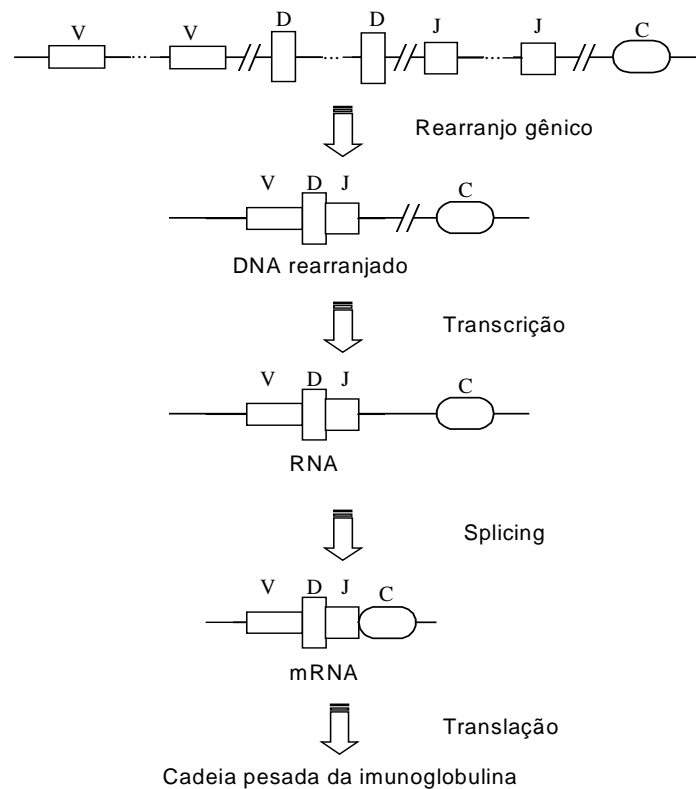 V V D D J J C
Rearranjo gênico
V D J C
DNA rearranjado
Transcrição
V D J C
RNA
Splicing
V D J C
mRNA
Translação
Cadeia pesada da imunoglobulina